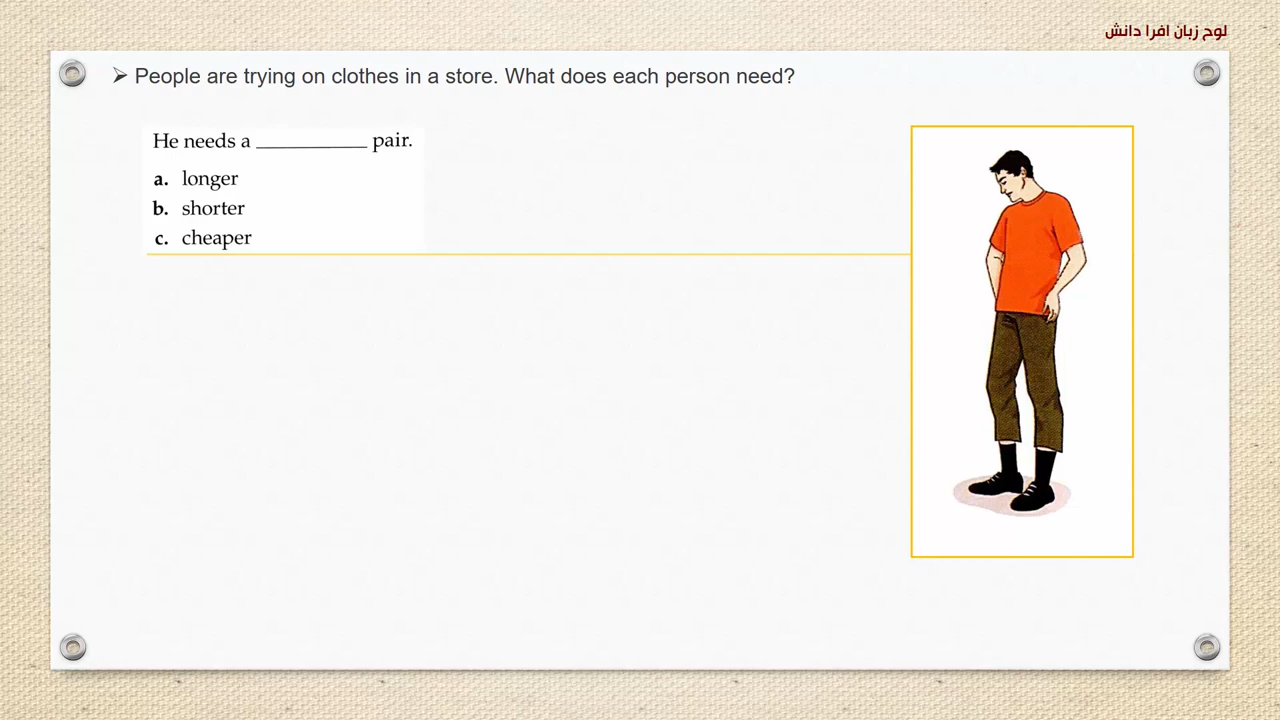 لوح زبان افرا دانش
➢ People are trying on clothes in a store. What does each person need?
He needs a __________ pair.
a. longer
b. shorter
c. cheaper